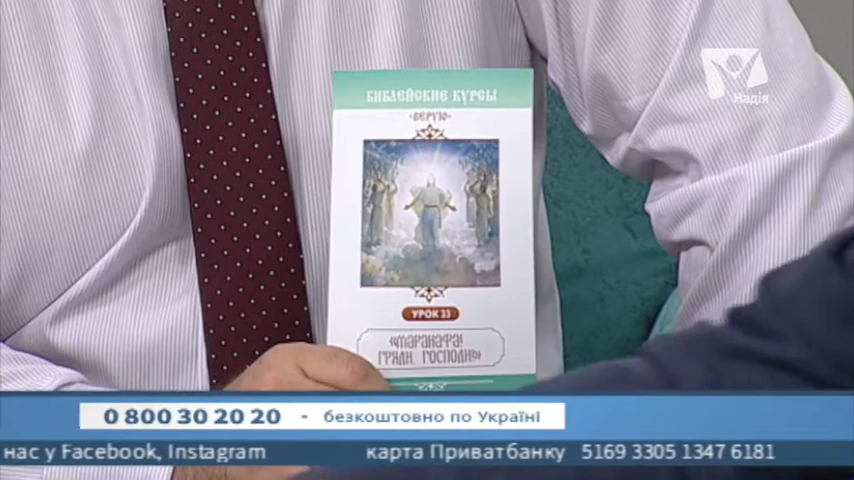 Надія
БИБЛЕЙСКИЕ КУРСЫ
«ВЕРУЮ»
УРОК 33
«МАРАНАФА!
ГРЯДИ, ГОСПОДИ!»
0 800 30 20 20 - безкоштовно по Україні
нас у Facebook, Instagram карта Приватбанку 5169 3305 1347 6181